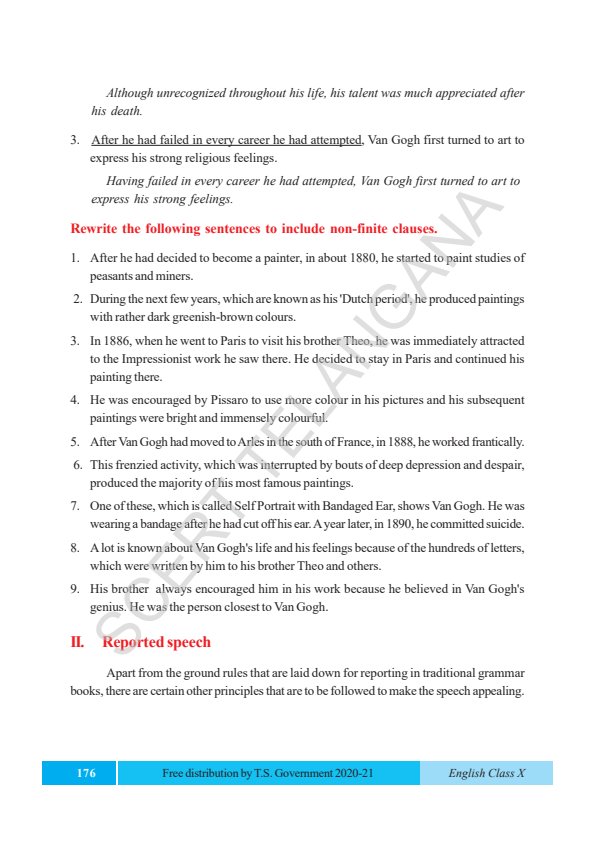 Although unrecognized throughout his life, his talent was much appreciated after
his death.
3. After he had failed in every career he had attempted, Van Gogh first turned to art to
express his strong religious feelings.
Having failed in every career he had attempted, Van Gogh first turned to art to
express his strong feelings.
Rewrite the following sentences to include non-finite clauses.
1. After he had decided to become a painter, in about 1880, he started to paint studies of
peasants and miners.
2. During the next few years, which are known as his 'Dutch period', he produced paintings
with rather dark greenish-brown colours.
3. In 1886, when he went to Paris to visit his brother Theo, he was immediately attracted
to the Impressionist work he saw there. He decided to stay in Paris and continued his
painting there.
4. He was encouraged by Pissaro to use more colour in his pictures and his subsequent
paintings were bright and immensely colourful.
5. After Van Gogh had moved to Arles in the south of France, in 1888, he worked frantically.
6. This frenzied activity, which was interrupted by bouts of deep depression and despair,
produced the majority of his most famous paintings.
7. One of these, which is called Self Portrait with Bandaged Ear, shows Van Gogh. He was
wearing a bandage after he had cut off his ear. A year later, in 1890, he committed suicide.
8. A lot is known about Van Gogh's life and his feelings because of the hundreds of letters,
which were written by him to his brother Theo and others.
9. His brother always encouraged him in his work because he believed in Van Gogh's
genius. He was the person closest to Van Gogh.
II. Reported speech
Apart from the ground rules that are laid down for reporting in traditional grammar
books, there are certain other principles that are to be followed to make the speech appealing.
SCERT TELANGANA
176 Free distribution by T.S. Government 2020-21 English Class X